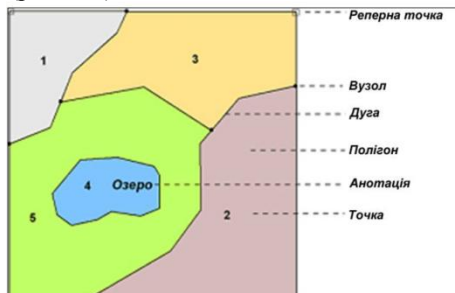 Реперна точка
1
3
Вузол
Дуга
Полігон
4 Озеро
Анотація
5
2
Точка